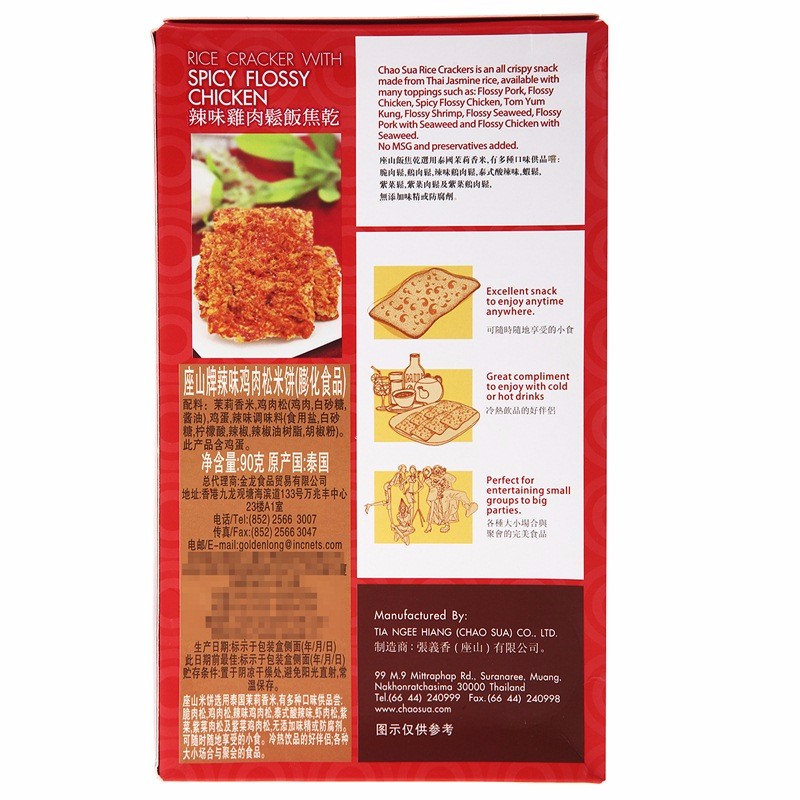 RICE CRACKER WITH
SPICY FLOSSY
CHICKEN
辣味雞肉鬆飯焦乾
座山牌辣味鸡肉松米饼(膨化食品)
配料：茉莉香米,鸡肉松(鸡肉,白砂糖,
酱油),鸡蛋,辣味调味料(食用盐,白砂
糖,柠檬酸,辣椒,辣椒油树脂,胡椒粉)。
此产品含鸡蛋。
净含量:90克 原产国:泰国
总代理商:金龙食品贸易有限公司
地址:香港九龙观塘海滨道133号万兆丰中心
23楼A1室
电话/Tel:(852) 2566 3007
传真/Fax:(852) 2566 3047
电邮/E-mail:goldenlong@incnets.com
厦
生产日期:标示于包装盒侧面(年/月/日)
此日期前最佳:标示于包装盒侧面(年/月/日)
贮存条件:置于阴凉干燥处,避免阳光直射,常
温保存。
座山米饼选用泰国茉莉香米,有多种口味供品尝:
脆肉松,鸡肉松,辣味鸡肉松,泰式酸辣味,虾肉松,紫
菜,紫菜肉松及紫菜鸡肉松,无添加味精或防腐剂。
可随时随地享受的小食。冷热饮品的好伴侣;各种
大小场合与聚会的食品。
Chao Sua Rice Crackers is an all crispy snack
made from Thai Jasmine rice, available with
many toppings such as: Flossy Pork, Flossy
Chicken, Spicy Flossy Chicken, Tom Yum
Kung, Flossy Shrimp, Flossy Seaweed, Flossy
Pork with Seaweed and Flossy Chicken with
Seaweed.
No MSG and preservatives added.
座山飯焦乾選用泰國茉莉香米,有多種口味供品嚐:
脆肉鬆,鷄肉鬆,辣味鷄肉鬆,泰式酸辣味,蝦鬆,
紫菜鬆,紫菜肉鬆及紫菜鷄肉鬆,
無添加味精或防腐劑。
Excellent snack
to enjoy anytime
anywhere.
可隨時隨地享受的小食
Great compliment
to enjoy with cold
or hot drinks
冷熱飲品的好伴侶
Perfect for
entertaining small
groups to big
parties.
各種大小場合與
聚會的完美食品
Manufactured By:
TIA NGEE HIANG (CHAO SUA) CO., LTD.
制造商：張義香 (座山) 有限公司。
99 M.9 Mittraphap Rd., Suranaree, Muang,
Nakhonratchasima 30000 Thailand
Tel.(66 44) 240999 Fax.(66 44) 240998
www.chaosua.com
图示仅供参考